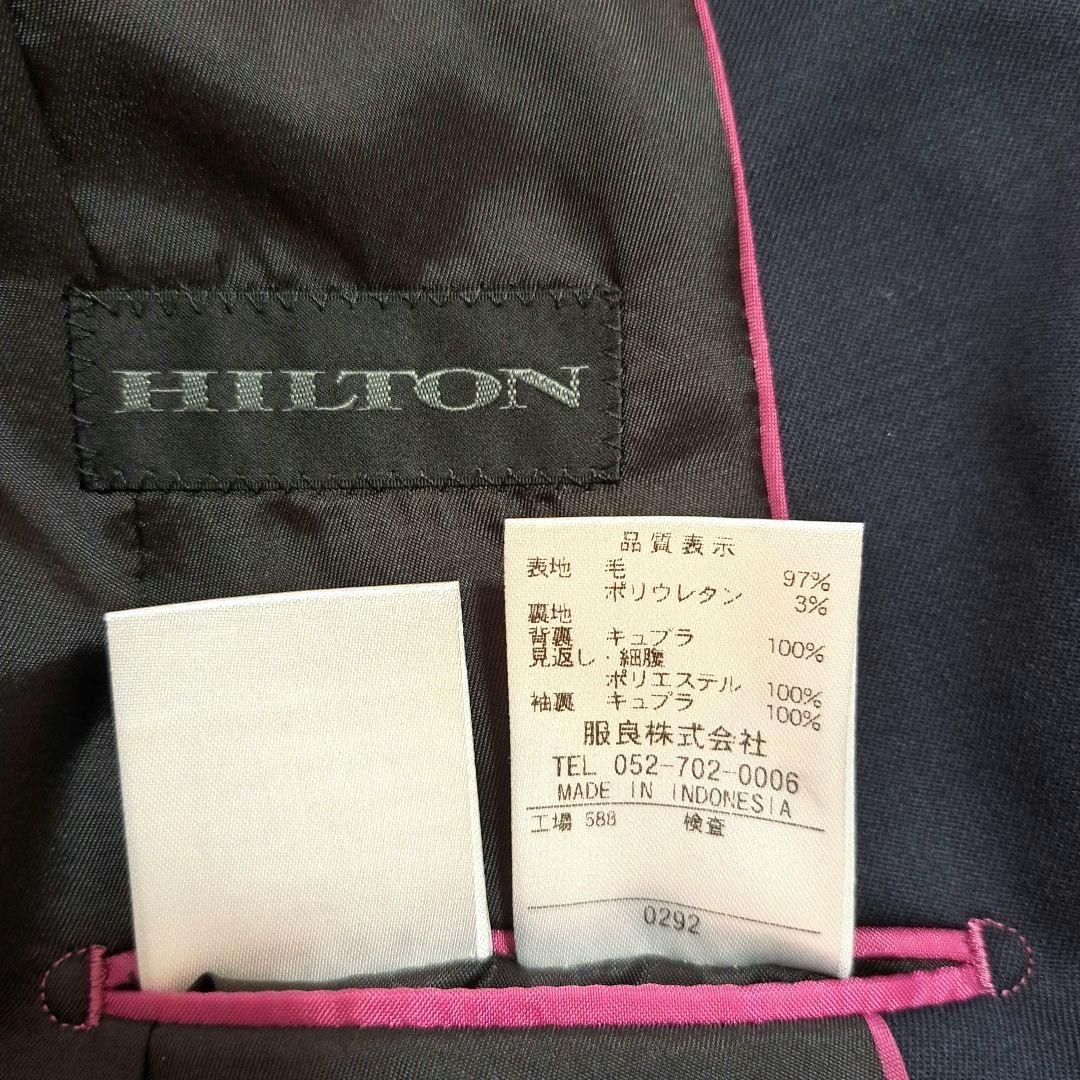 HILTON
品質表示
表地 毛 97%
ポリウレタン 3%
裏地
背裏 キュプラ 100%
見返し・細腹
ポリエステル 100%
袖裏 キュプラ 100%
服良株式会社
TEL 052-702-0006
MADE IN INDONESIA
工場 588 検査
0292